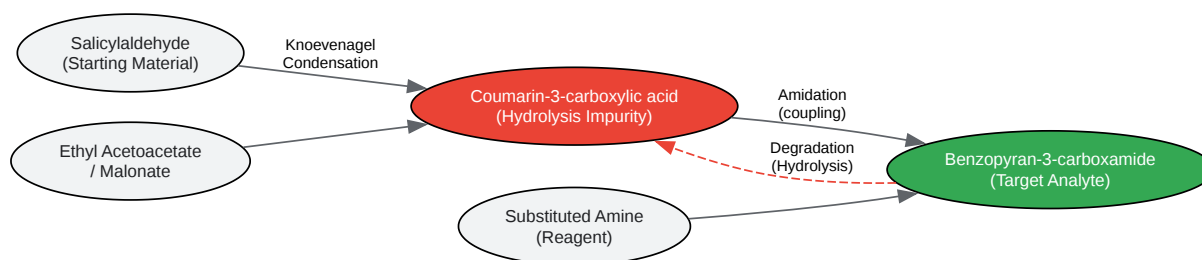 Salicylaldehyde
(Starting Material)
Knoevenagel
Condensation
Ethyl Acetoacetate
/ Malonate
Coumarin-3-carboxylic acid
(Hydrolysis Impurity)
Amidation
(coupling)
Degradation
(Hydrolysis)
Substituted Amine
(Reagent)
Benzopyran-3-carboxamide
(Target Analyte)